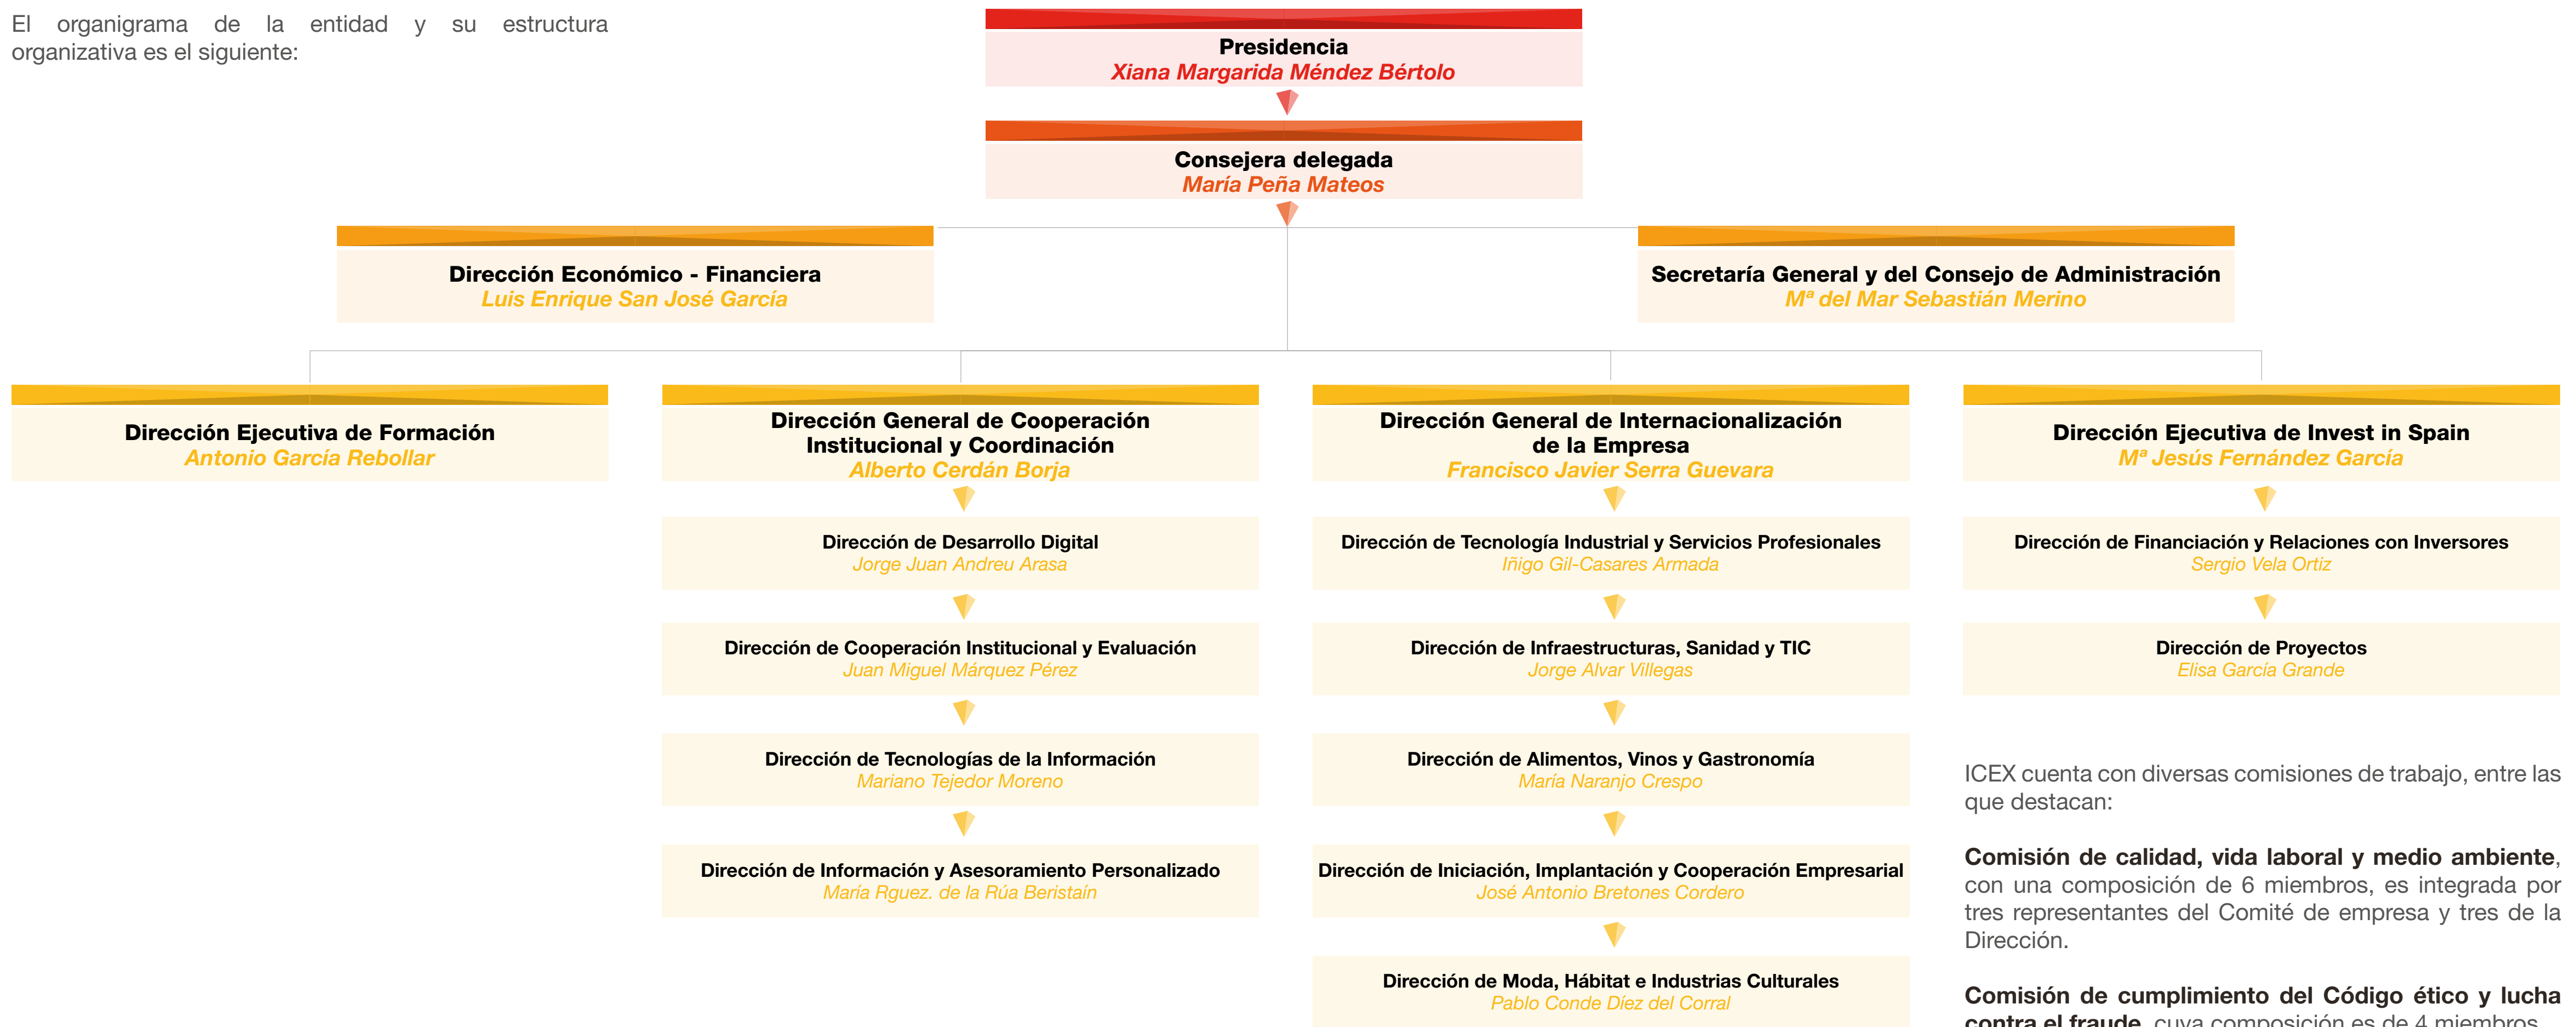 El organigrama de la entidad y su estructura
organizativa es el siguiente:
Presidencia
Xiana Margarida Méndez Bértolo
Consejera delegada
María Peña Mateos
Dirección Económico - Financiera
Luis Enrique San José García
Secretaría General y del Consejo de Administración
Mª del Mar Sebastián Merino
Dirección Ejecutiva de Formación
Antonio García Rebollar
Dirección General de Cooperación
Institucional y Coordinación
Alberto Cerdán Borja
Dirección de Desarrollo Digital
Jorge Juan Andreu Arasa
Dirección de Cooperación Institucional y Evaluación
Juan Miguel Márquez Pérez
Dirección de Tecnologías de la Información
Mariano Tejedor Moreno
Dirección de Información y Asesoramiento Personalizado
María Rguez. de la Rúa Beristaín
Dirección General de Internacionalización
de la Empresa
Francisco Javier Serra Guevara
Dirección de Tecnología Industrial y Servicios Profesionales
Iñigo Gil-Casares Armada
Dirección de Infraestructuras, Sanidad y TIC
Jorge Alvar Villegas
Dirección de Alimentos, Vinos y Gastronomía
María Naranjo Crespo
Dirección de Iniciación, Implantación y Cooperación Empresarial
José Antonio Bretones Cordero
Dirección de Moda, Hábitat e Industrias Culturales
Pablo Conde Díez del Corral
Dirección Ejecutiva de Invest in Spain
Mª Jesús Fernández García
Dirección de Financiación y Relaciones con Inversores
Sergio Vela Ortiz
Dirección de Proyectos
Elisa García Grande
ICEX cuenta con diversas comisiones de trabajo, entre las
que destacan:
Comisión de calidad, vida laboral y medio ambiente,
con una composición de 6 miembros, es integrada por
tres representantes del Comité de empresa y tres de la
Dirección.
Comisión de cumplimiento del Código ético y lucha
contra el fraude, cuya composición es de 4 miembros